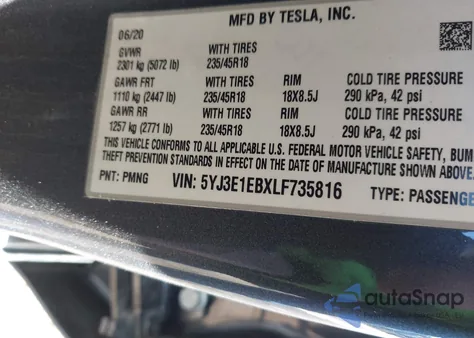 MFD BY TESLA, INC.
06/20
GVWR WITH TIRES
2301 kg (5072 lb) 235/45R18
GAWR FRT WITH TIRES RIM COLD TIRE PRESSURE
1110 kg (2447 lb) 235/45R18 18X8.5J 290 kPa, 42 psi
GAWR RR WITH TIRES RIM COLD TIRE PRESSURE
1257 kg (2771 lb) 235/45R18 18X8.5J 290 kPa, 42 psi
THIS VEHICLE CONFORMS TO ALL APPLICABLE U.S. FEDERAL MOTOR VEHICLE SAFETY, BUM
THEFT PREVENTION STANDARDS IN EFFECT ON THE DATE OF MANUFACTURE SHOWN ABOVE.
PNT: PMNG VIN: 5YJ3E1EBXLF735816 TYPE: PASSENGE
autoSnap